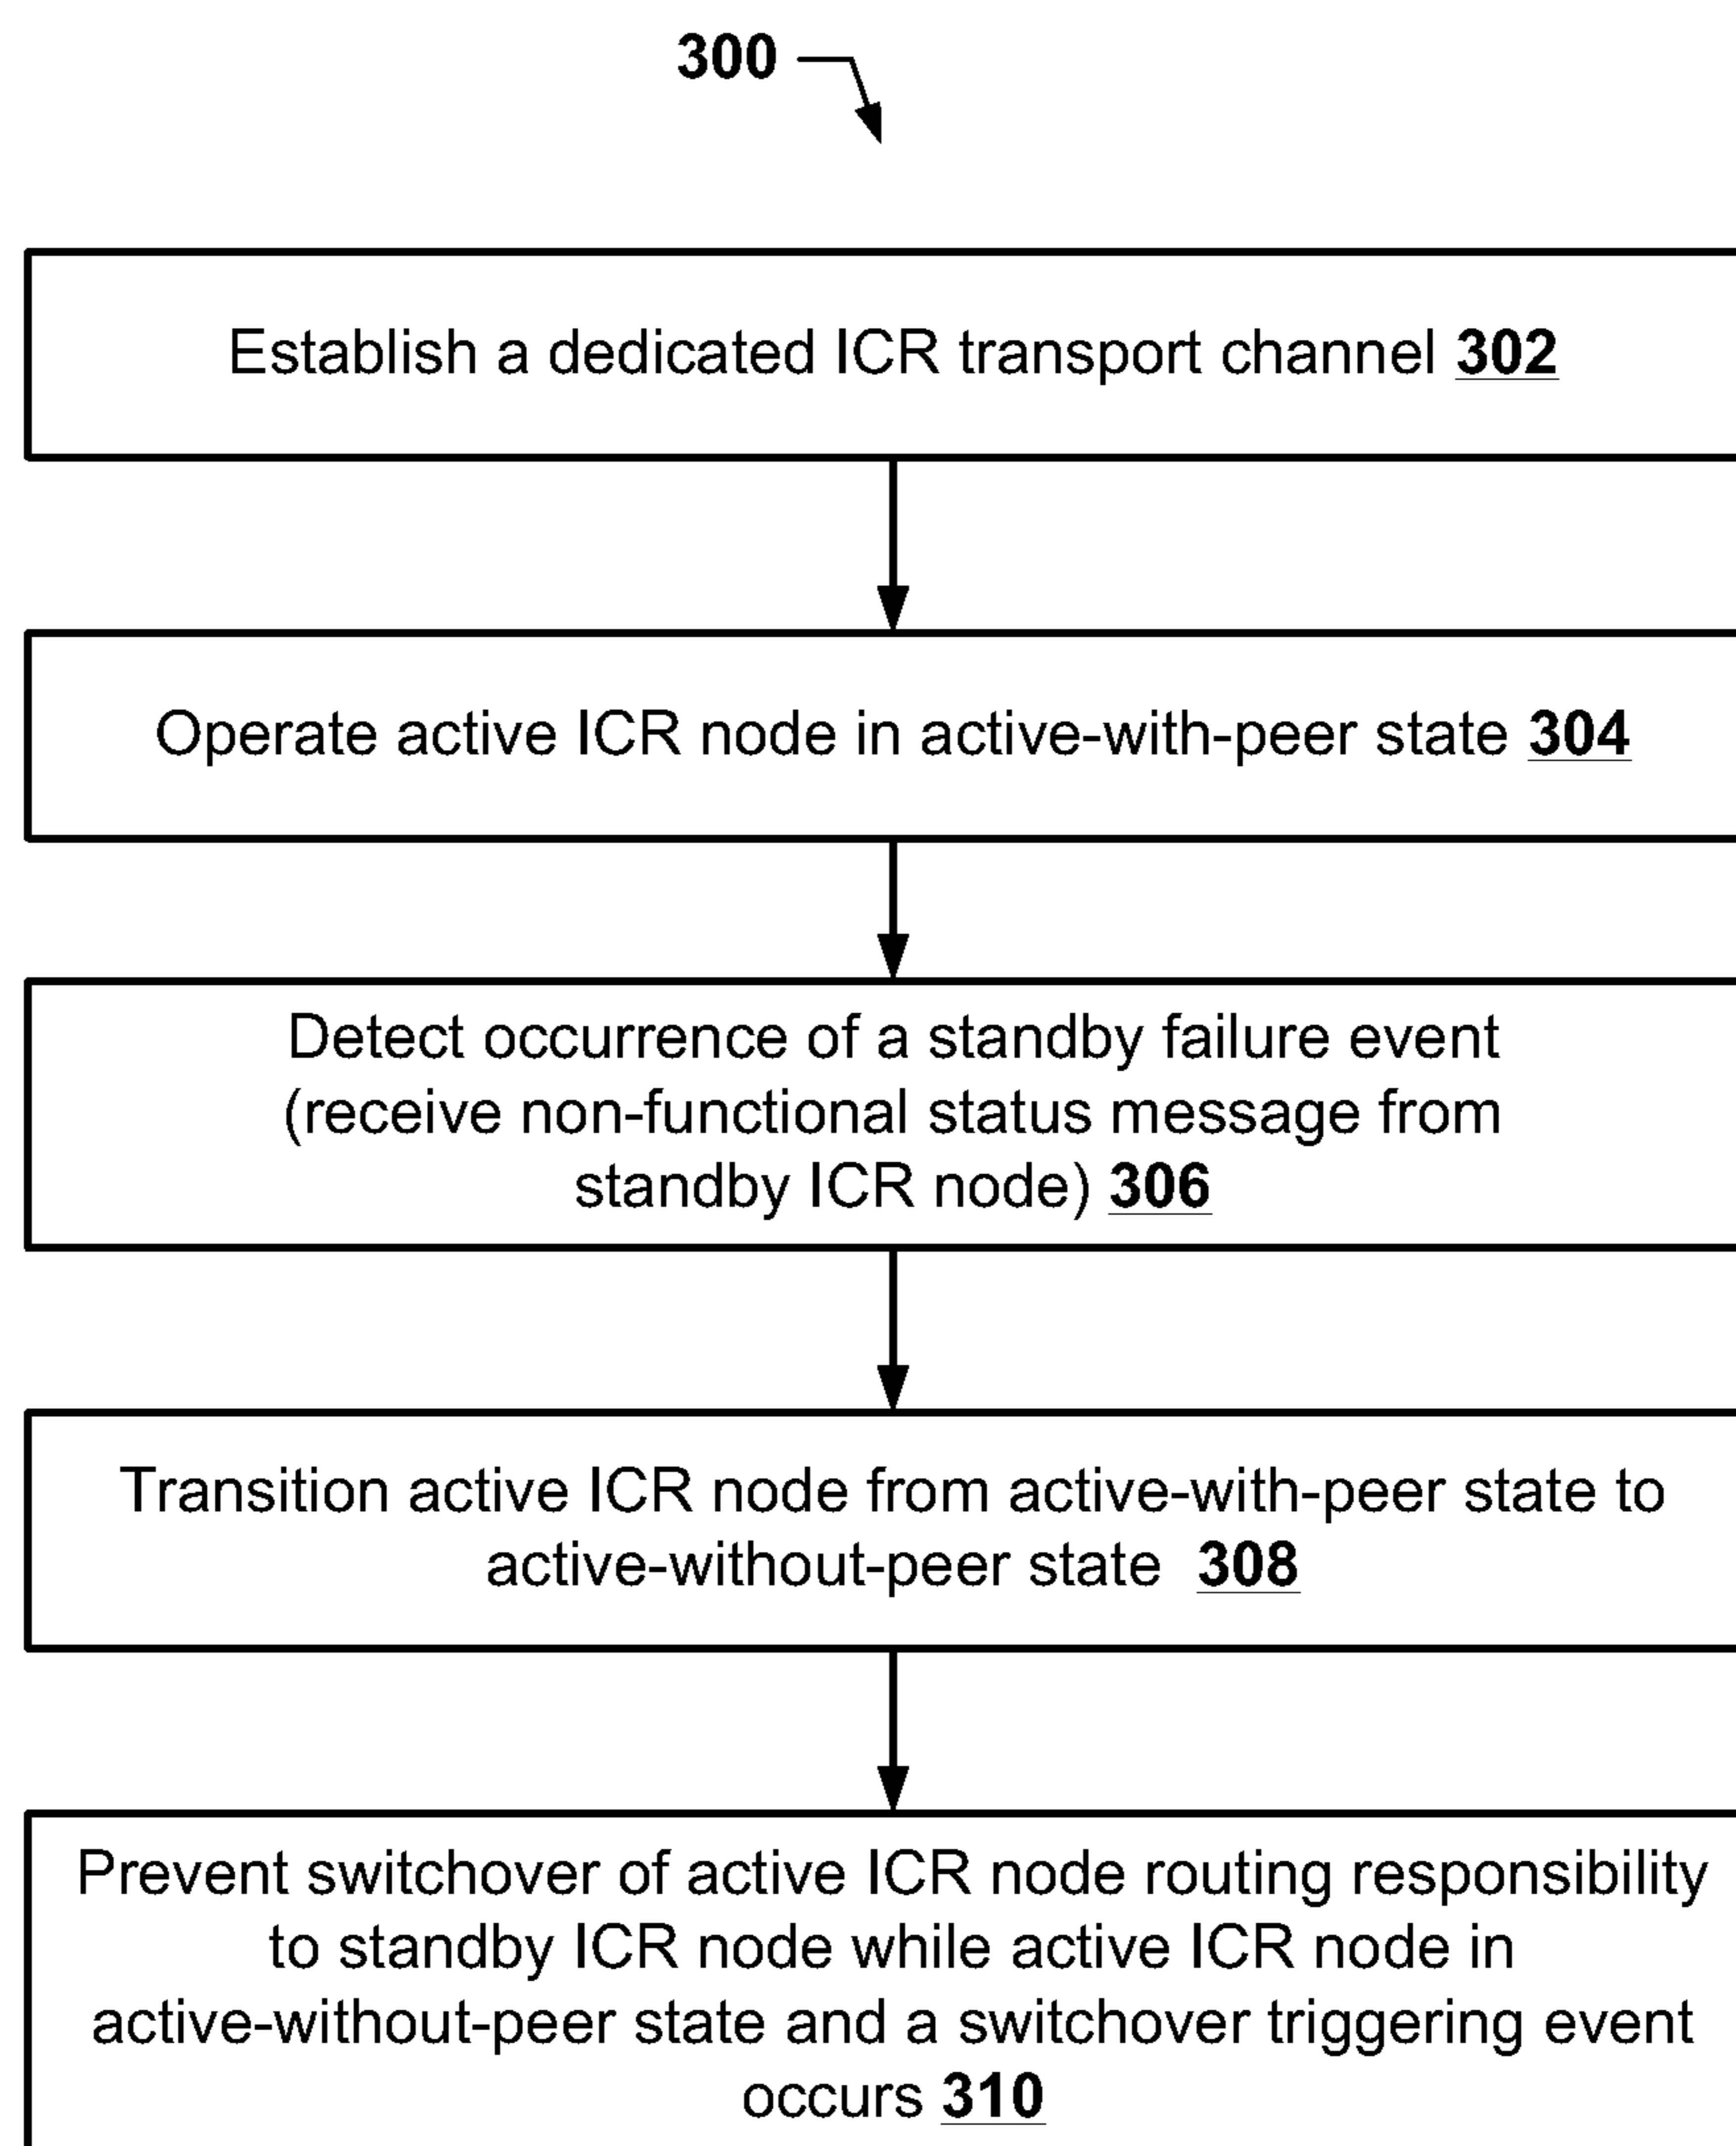 300
Establish a dedicated ICR transport channel 302
Operate active ICR node in active-with-peer state 304
Detect occurrence of a standby failure event
(receive non-functional status message from
standby ICR node) 306
Transition active ICR node from active-with-peer state to
active-without-peer state 308
Prevent switchover of active ICR node routing responsibility
to standby ICR node while active ICR node in
active-without-peer state and a switchover triggering event
occurs 310